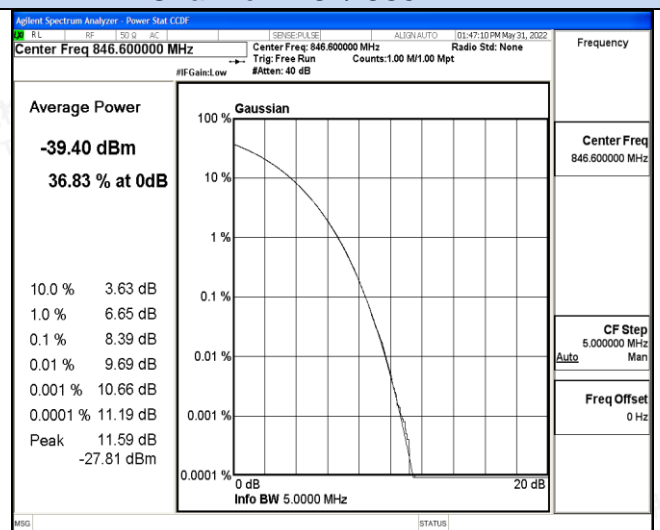 Agilent Spectrum Analyzer - Power Stat CCDF
RL RF 50 Ω AC SENSE:PULSE ALIGN AUTO 01:47:10 PM May 31, 2022
Center Freq 846.600000 MHz
Center Freq: 846.600000 MHz Radio Std: None
Trig: Free Run Counts:1.00 M/1.00 Mpt
#IFGain:Low #Atten: 40 dB
Frequency
Average Power
-39.40 dBm
36.83 % at 0dB
10.0 % 3.63 dB
1.0 % 6.65 dB
0.1 % 8.39 dB
0.01 % 9.69 dB
0.001 % 10.66 dB
0.0001 % 11.19 dB
Peak 11.59 dB
-27.81 dBm
Gaussian
100 %
10 %
1 %
0.1 %
0.01 %
0.001 %
0.0001 %
0 dB 20 dB
Info BW 5.0000 MHz
Center Freq
846.600000 MHz
CF Step
5.000000 MHz
Auto Man
Freq Offset
0 Hz
MSG STATUS